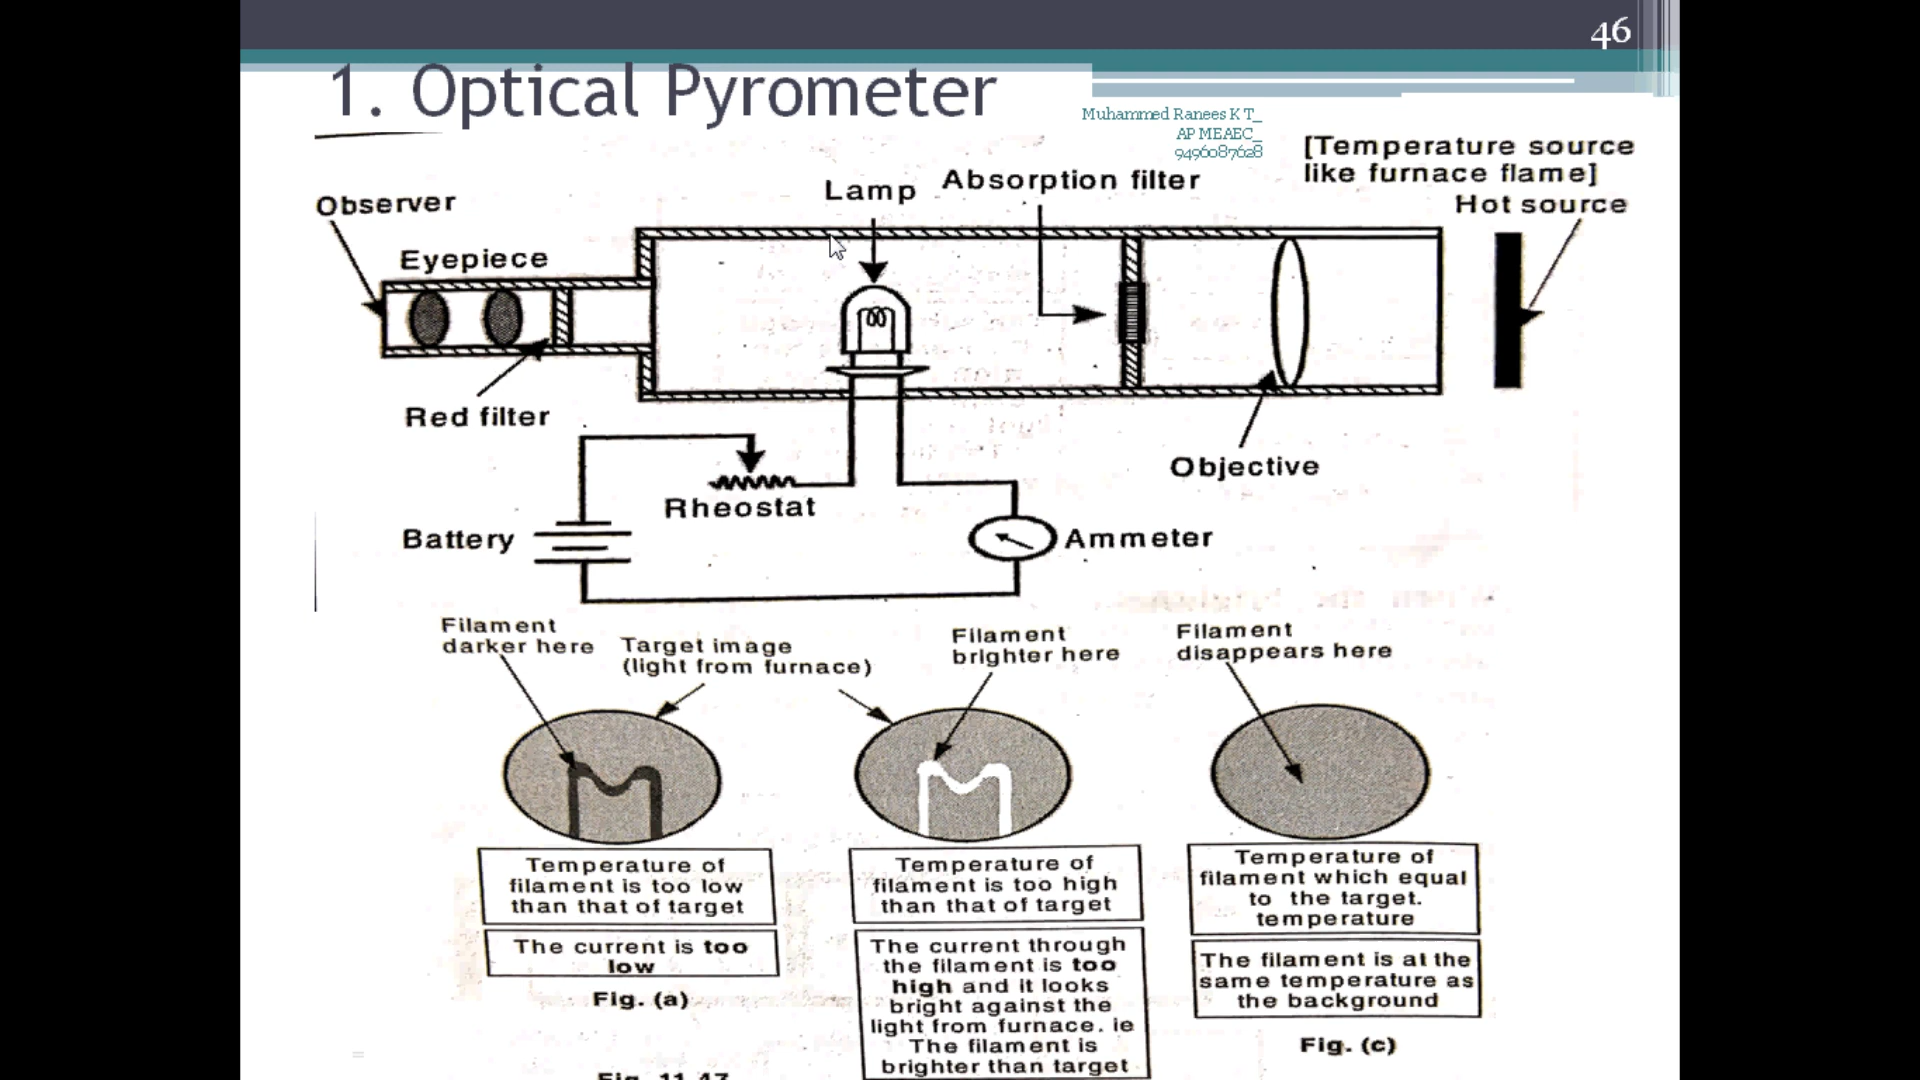 46
1. Optical Pyrometer
Muhammed Ranees K T_
AP MEAEC_
9496087628
[Temperature source
like furnace flame]
Hot source
Lamp
Absorption filter
Observer
Eyepiece
Red filter
Objective
Rheostat
Battery
Ammeter
Filament
darker here
Target image
(light from furnace)
Filament
brighter here
Filament
disappears here
Temperature of
filament is too low
than that of target
The current is too
low
Fig. (a)
Temperature of
filament is too high
than that of target
The current through
the filament is too
high and it looks
bright against the
light from furnace. ie
The filament is
brighter than target
Temperature of
filament which equal
to the target.
temperature
The filament is at the
same temperature as
the background
Fig. (c)
Fig. 11.47